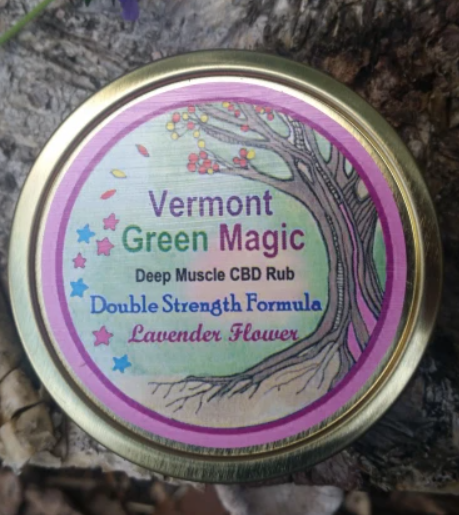 Vermont
Green Magic
Deep Muscle CBD Rub
Double Strength Formula
Lavender Flower